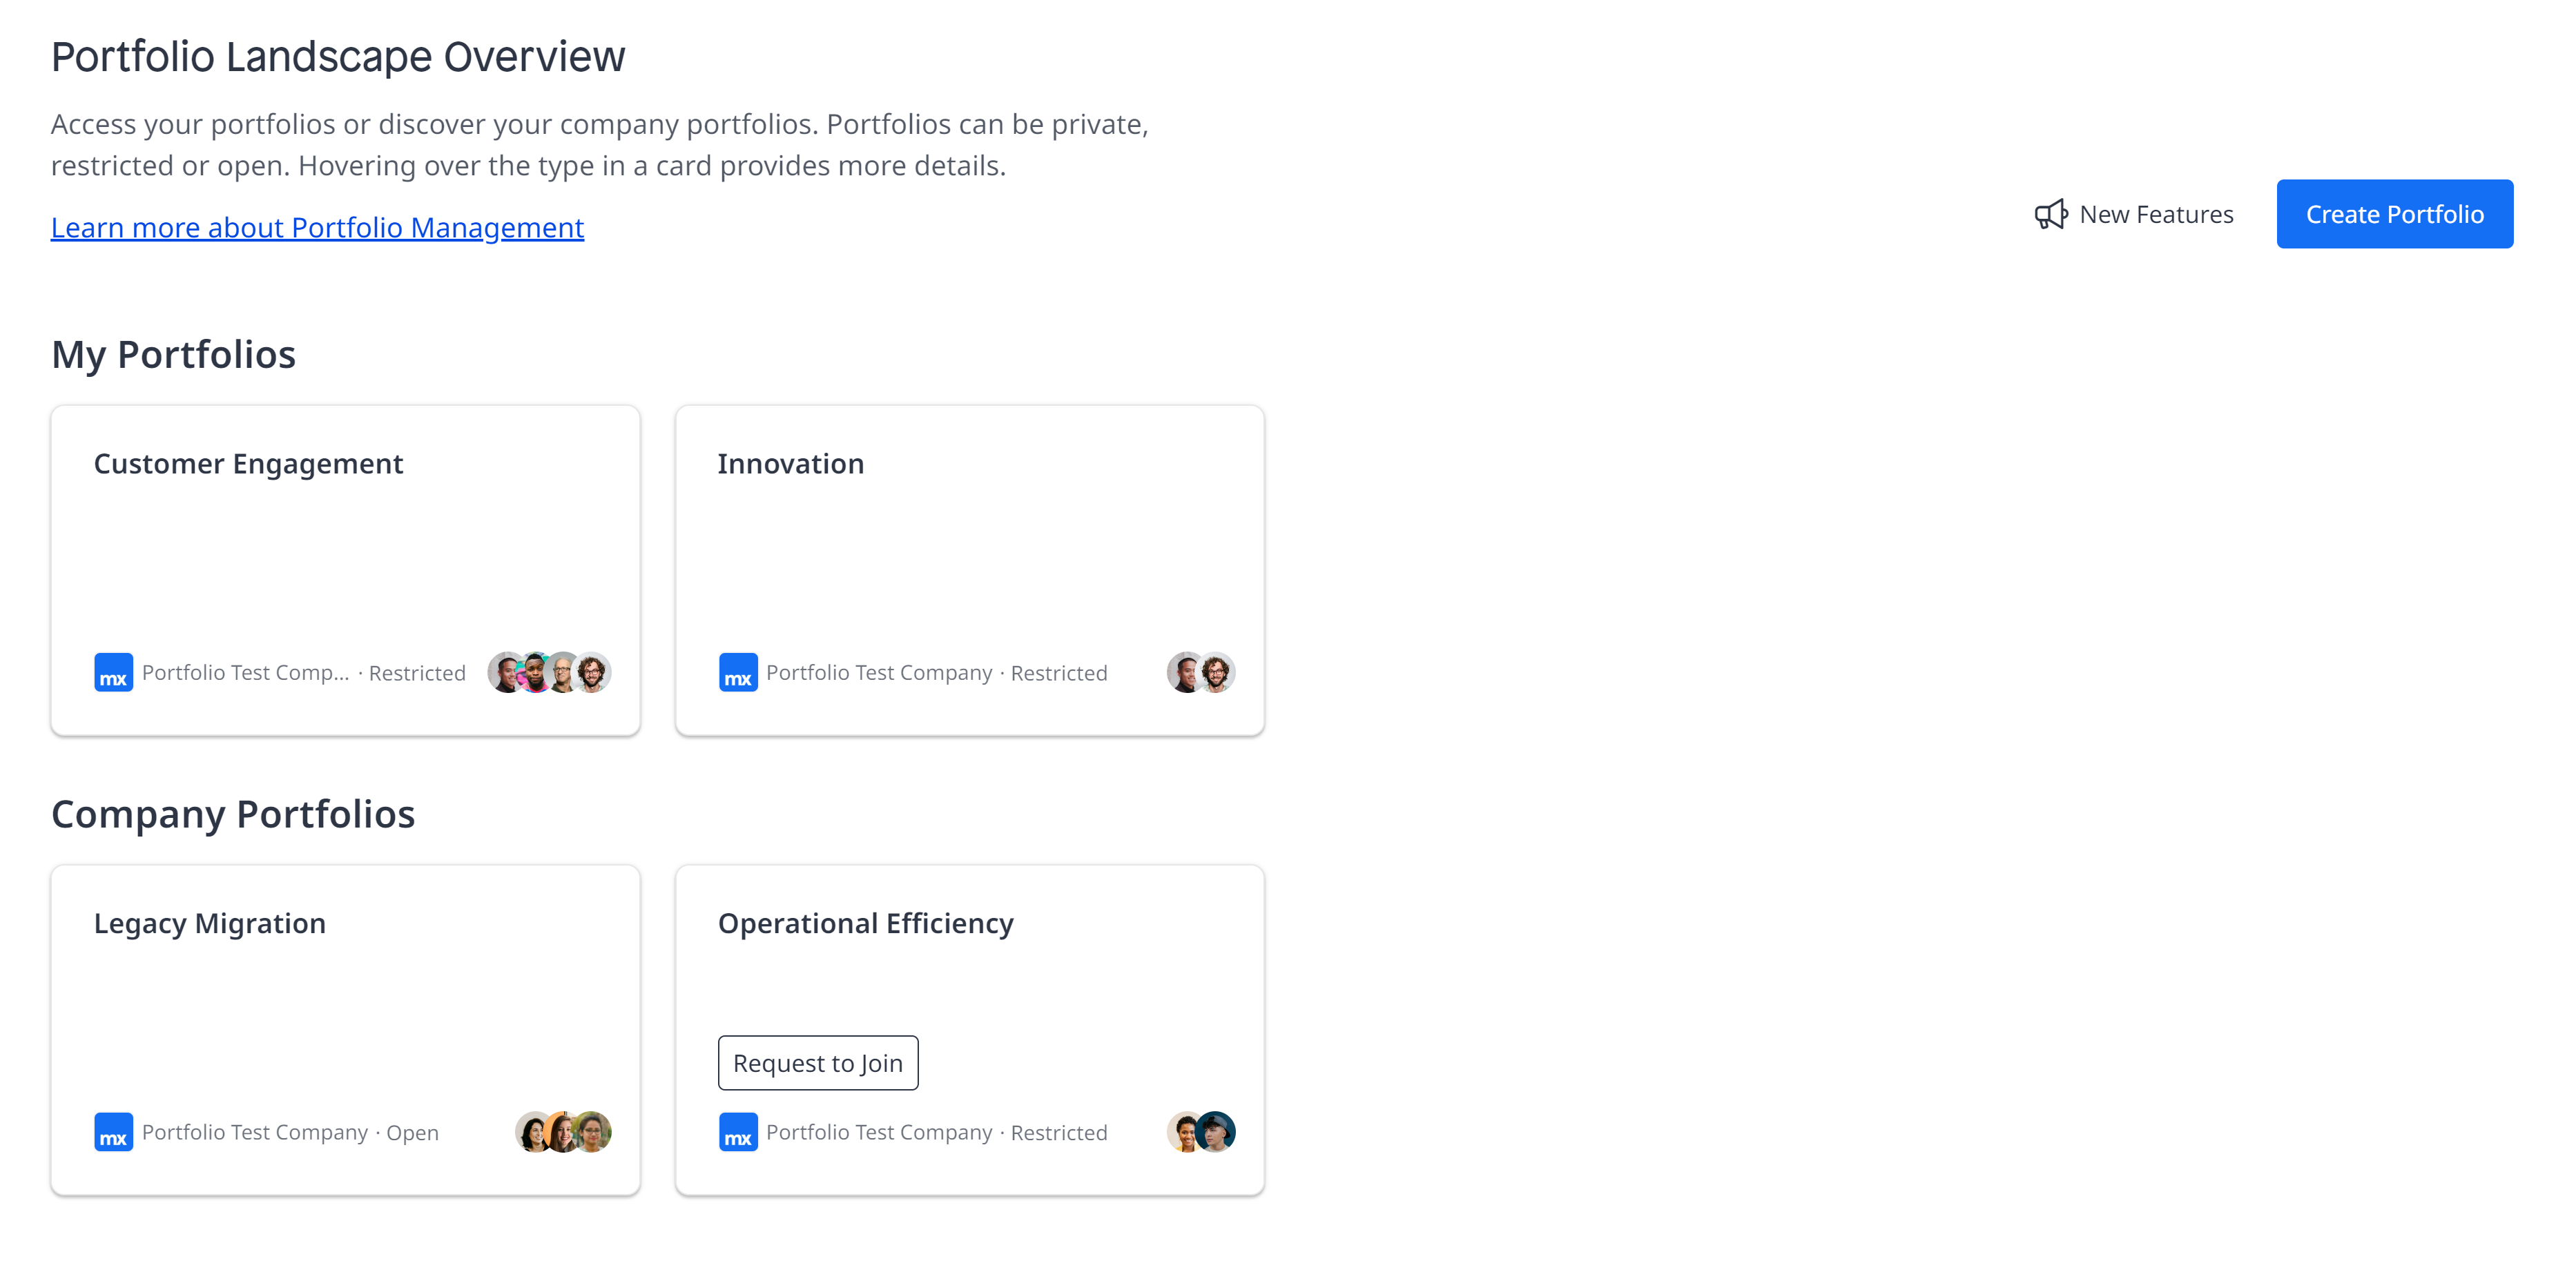 Portfolio Landscape Overview
Access your portfolios or discover your company portfolios. Portfolios can be private,
restricted or open. Hovering over the type in a card provides more details.
Learn more about Portfolio Management
New Features
Create Portfolio
My Portfolios
Customer Engagement
mx Portfolio Test Comp... · Restricted
Innovation
mx Portfolio Test Company · Restricted
Company Portfolios
Legacy Migration
mx Portfolio Test Company · Open
Operational Efficiency
Request to Join
mx Portfolio Test Company · Restricted